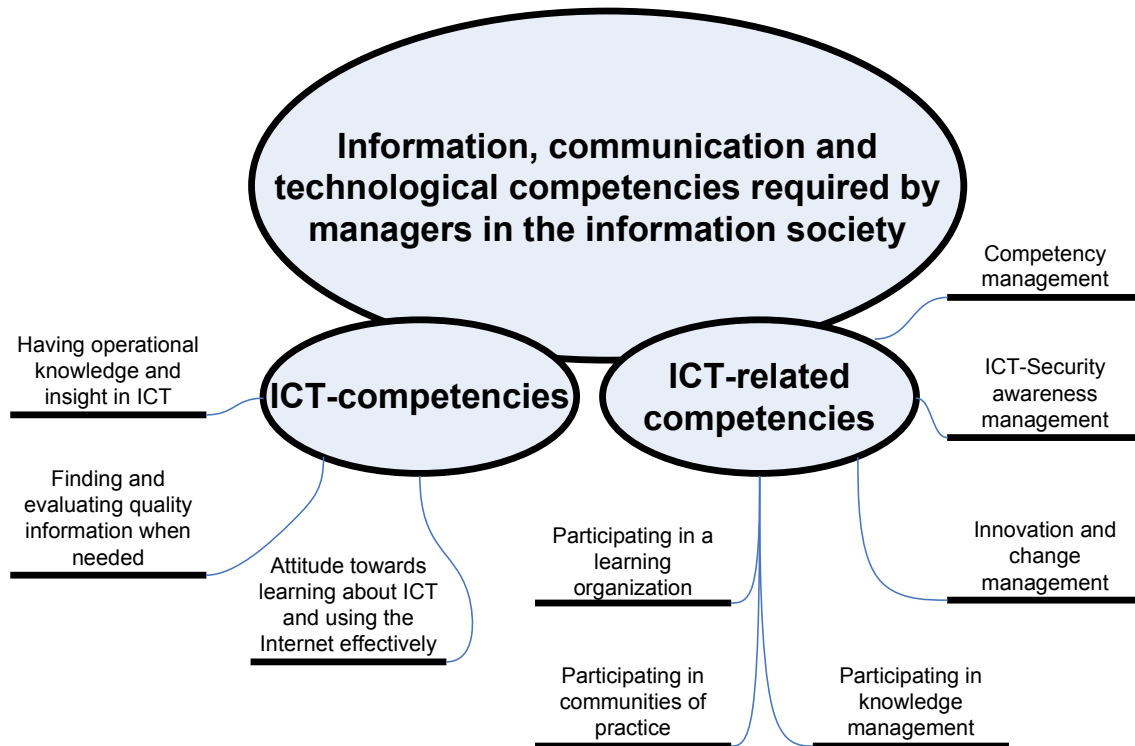 Information, communication and
technological competencies required by
managers in the information society
Competency
management
Having operational
knowledge and
insight in ICT
ICT-competencies
ICT-related
competencies
ICT-Security
awareness
management
Finding and
evaluating quality
information when
needed
Attitude towards
learning about ICT
and using the
Internet effectively
Participating in a
learning
organization
Innovation and
change
management
Participating in
communities of
practice
Participating in
knowledge
management